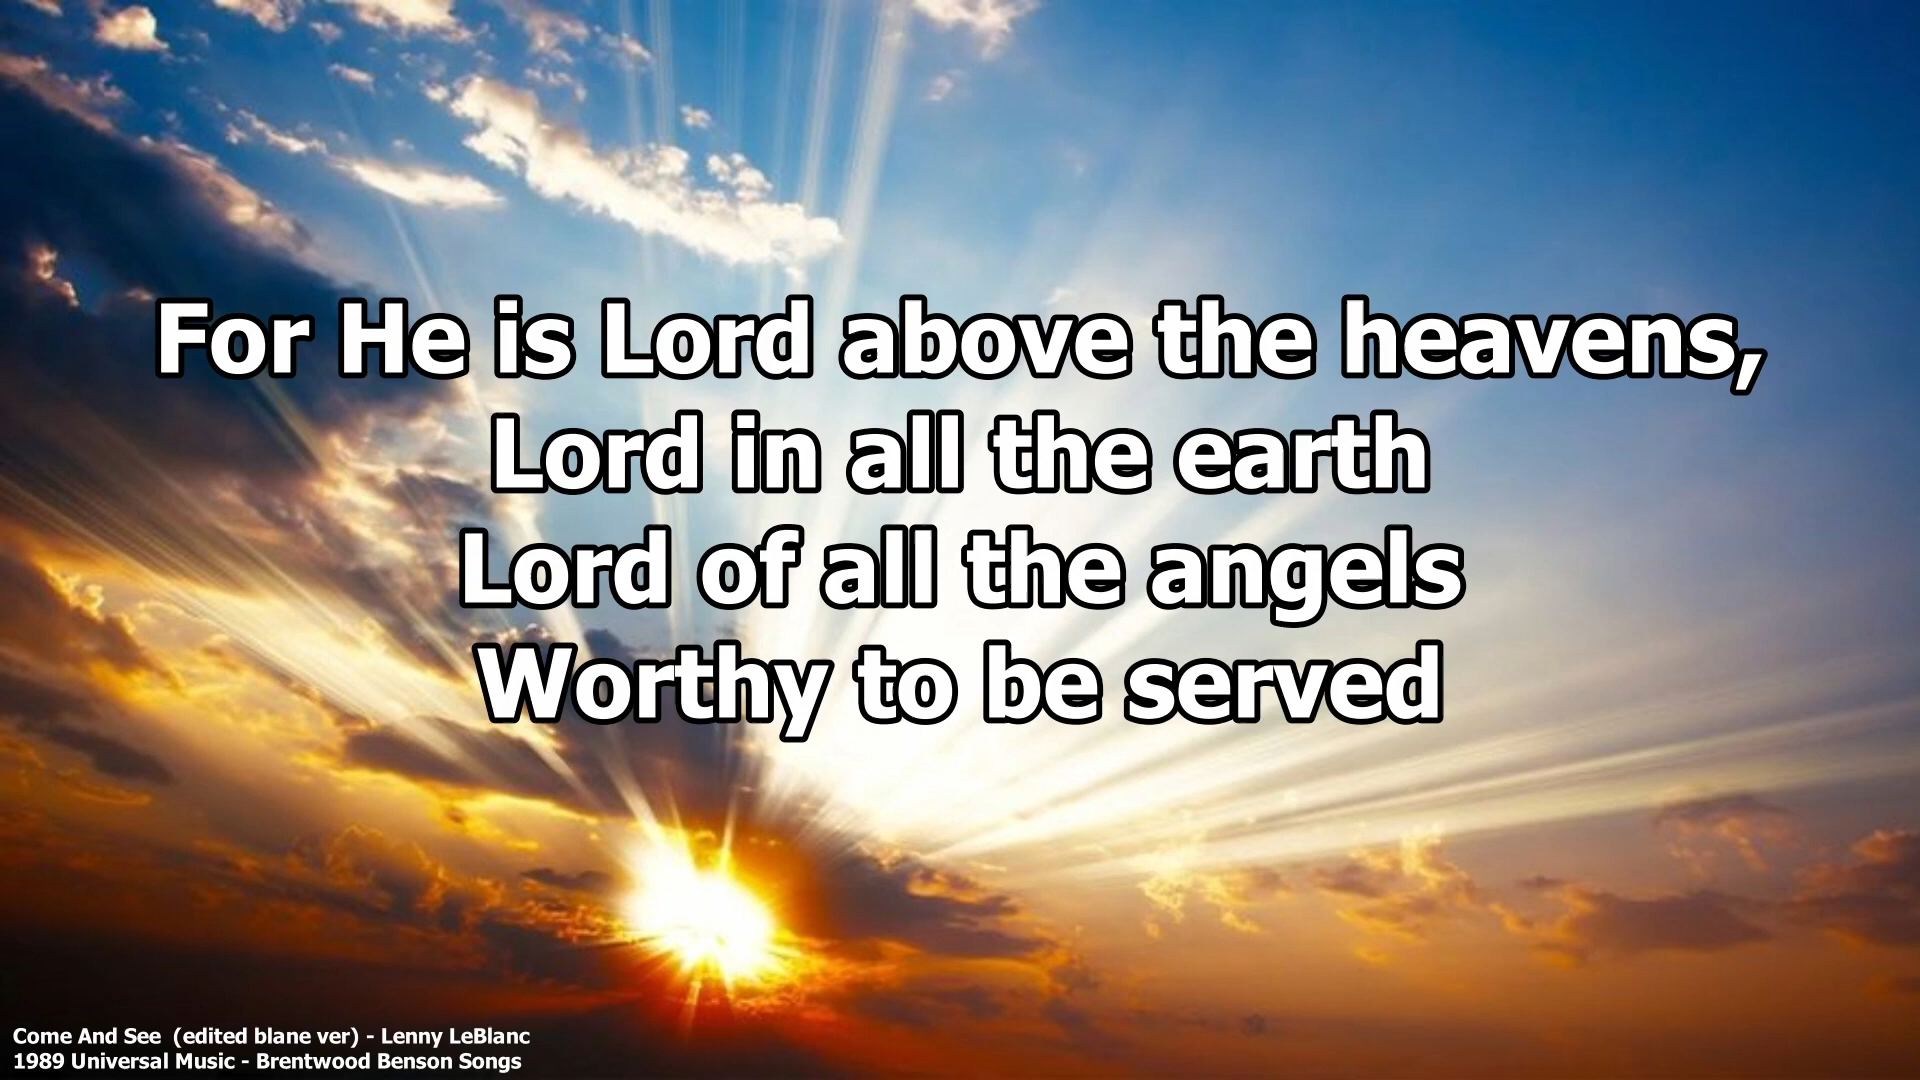 For He is Lord above the heavens,
Lord in all the earth
Lord of all the angels
Worthy to be served
Come And See  (edited blane ver) - Lenny LeBlanc
1989 Universal Music - Brentwood Benson Songs